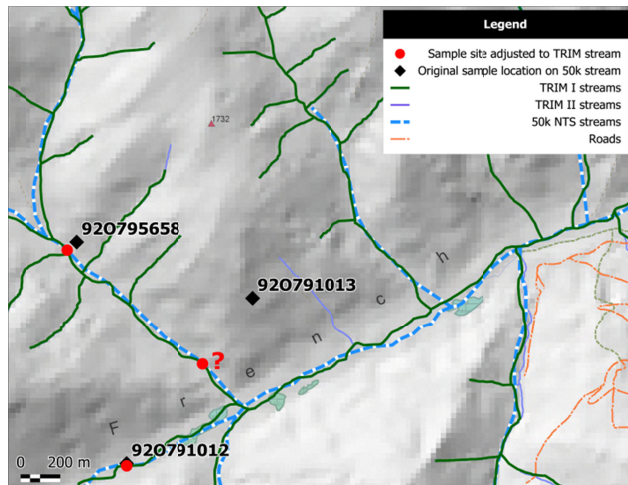 Legend
Sample site adjusted to TRIM stream
Original sample location on 50k stream
TRIM I streams
TRIM II streams
50k NTS streams
Roads
1732
92O795658
92O791013
?
F r e n c h
92O791012
0 200 m